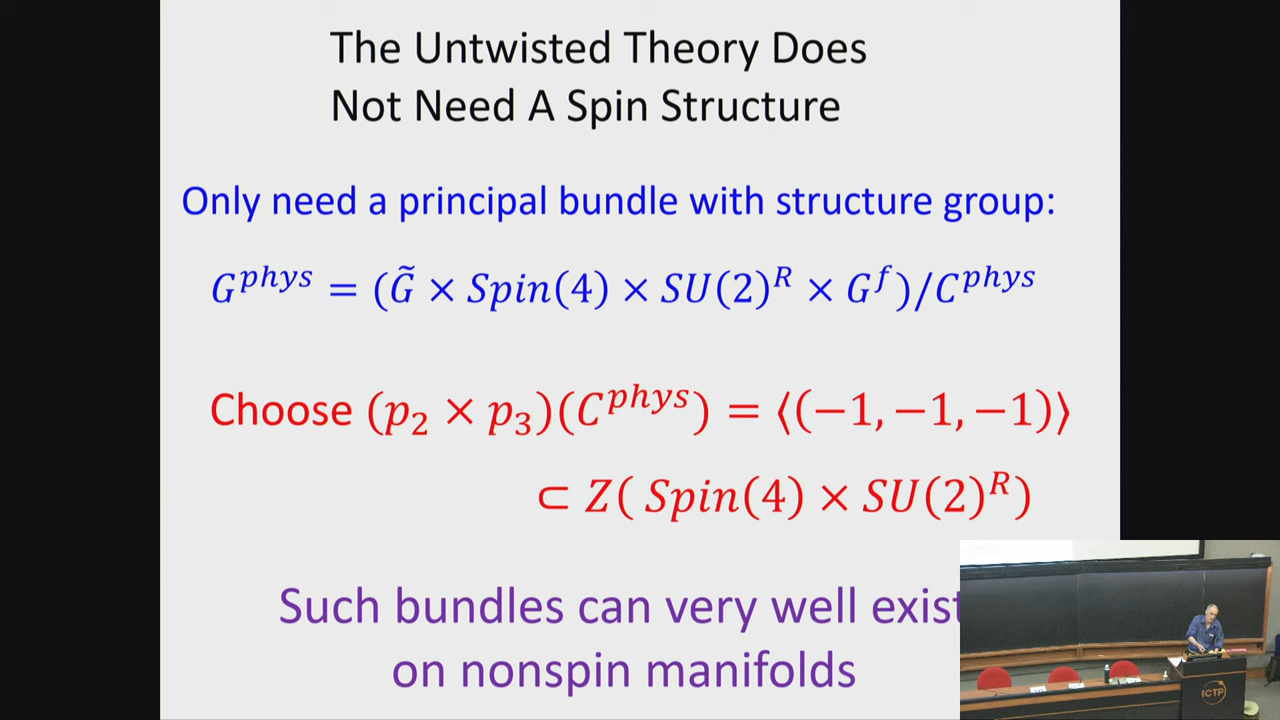 The Untwisted Theory Does
Not Need A Spin Structure
Only need a principal bundle with structure group:
G^{phys} = (G̃ × Spin(4) × SU(2)^R × G^f)/C^{phys}
Choose (p₂ × p₃)(C^{phys}) = ⟨(−1, −1, −1)⟩
⊂ Z( Spin(4) × SU(2)^R)
Such bundles can very well exist
on nonspin manifolds
ICTP